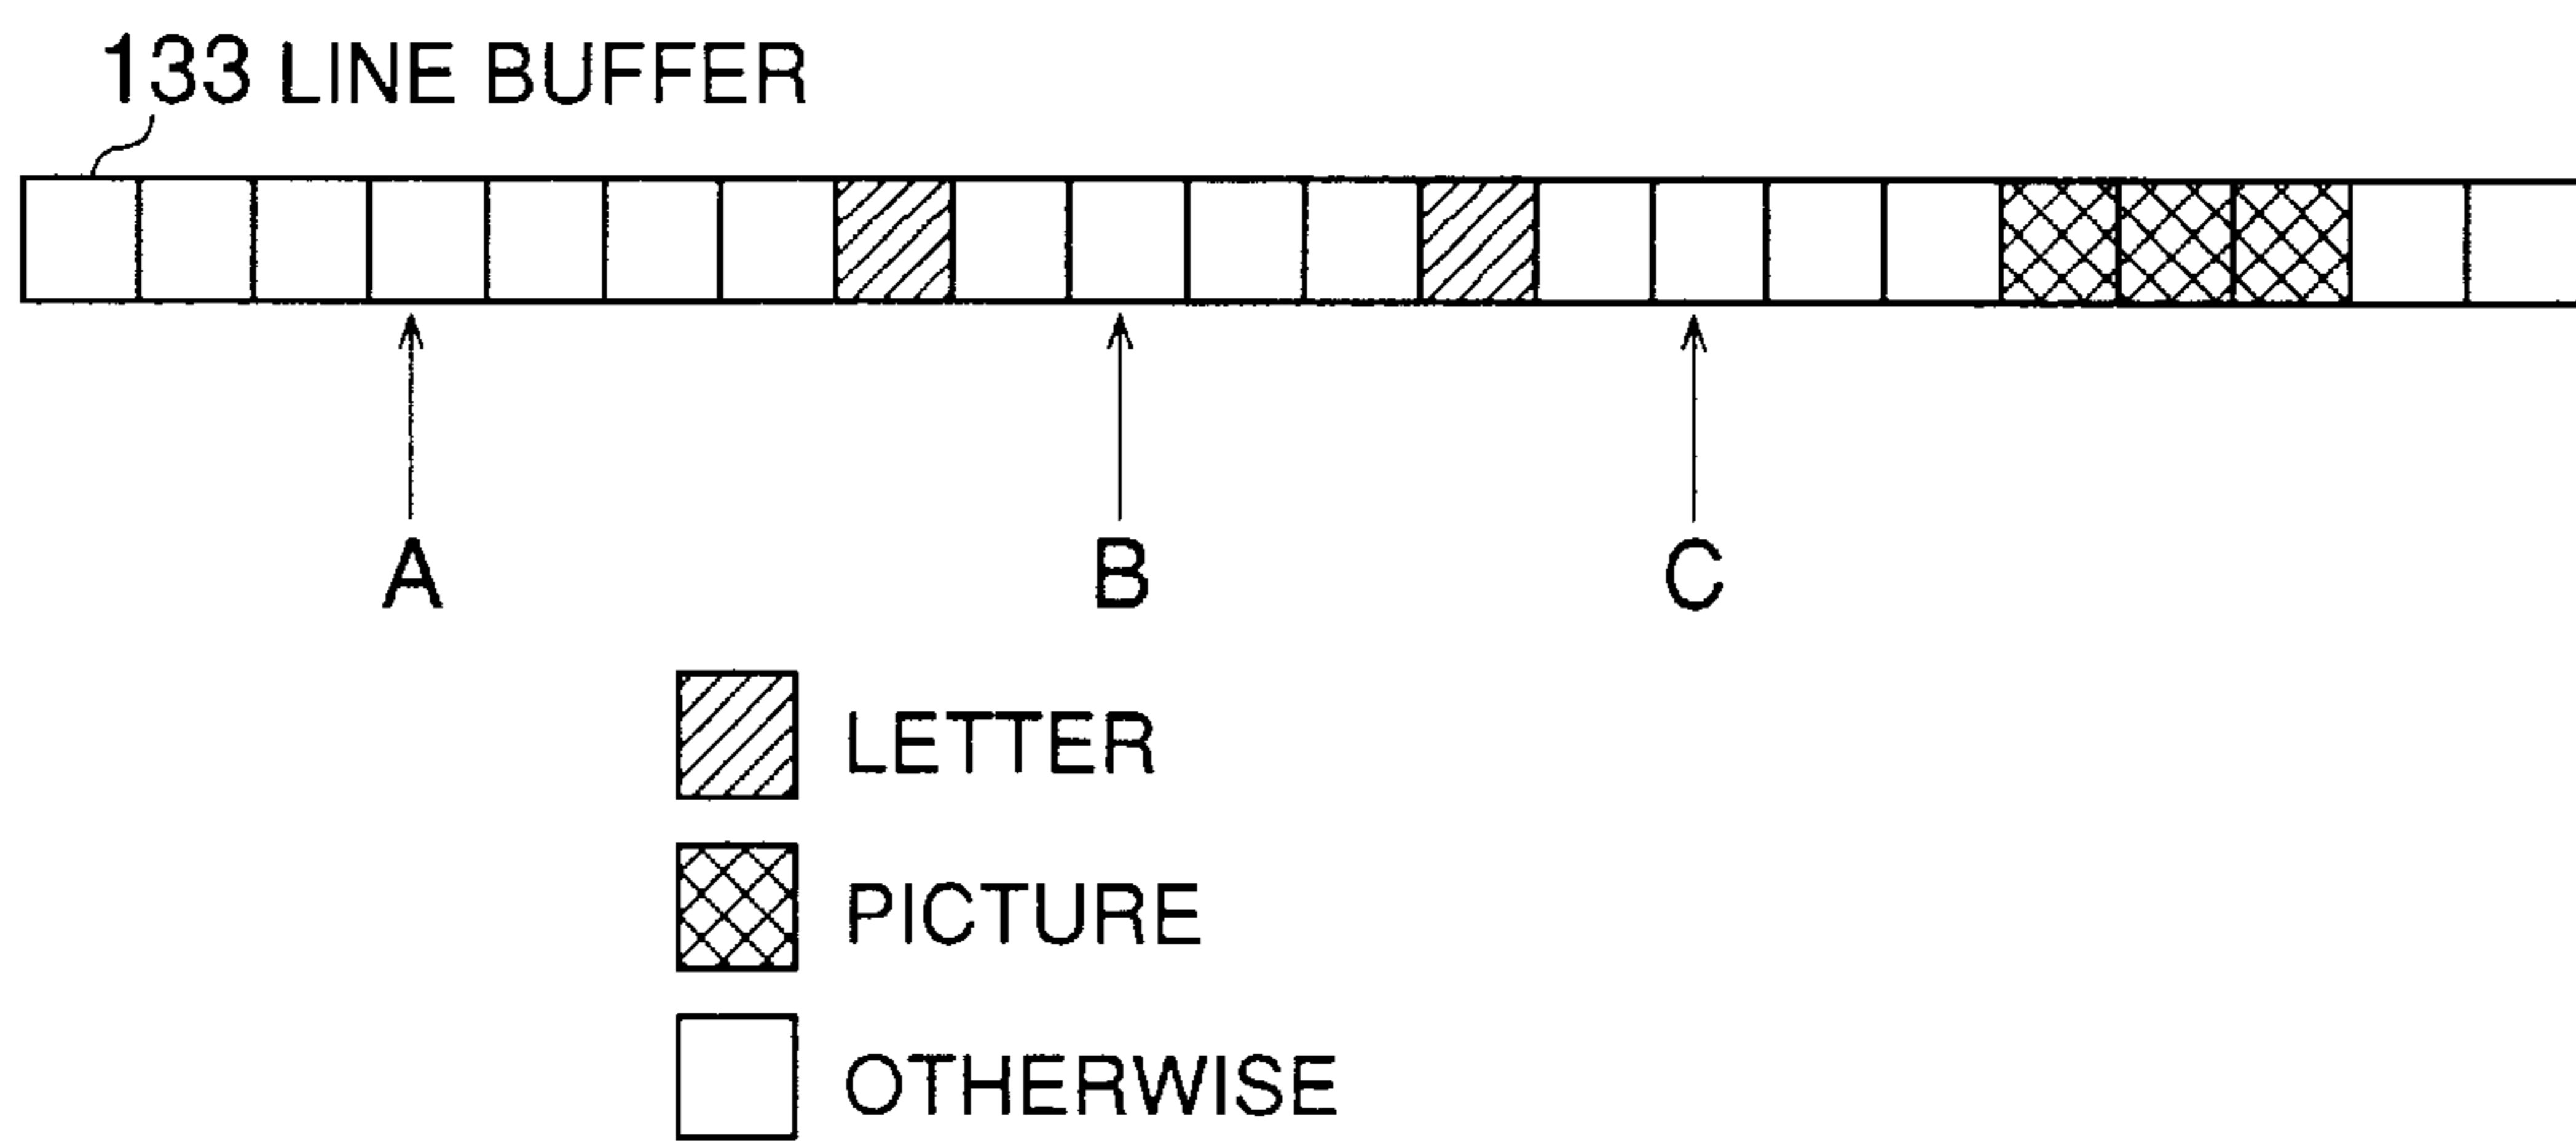 133 LINE BUFFER
A B C
LETTER
PICTURE
OTHERWISE